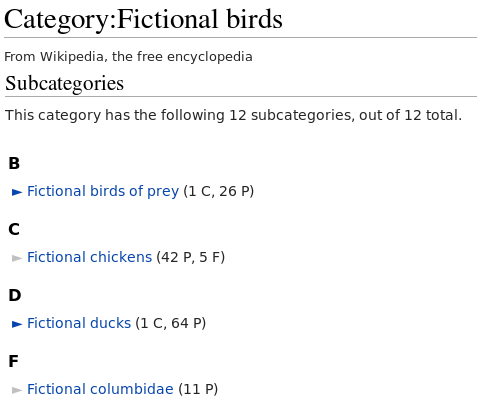 Category:Fictional birds
From Wikipedia, the free encyclopedia
Subcategories
This category has the following 12 subcategories, out of 12 total.
B
► Fictional birds of prey (1 C, 26 P)
C
► Fictional chickens (42 P, 5 F)
D
► Fictional ducks (1 C, 64 P)
F
► Fictional columbidae (11 P)